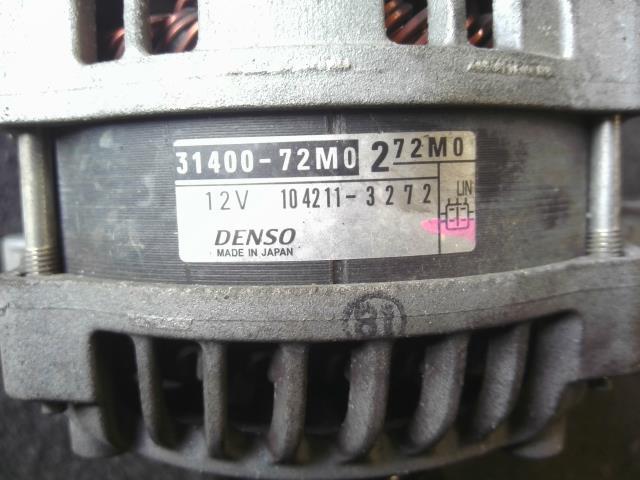 31400-72M0 272M0
12V 104211-3272
LIN
DENSO
MADE IN JAPAN